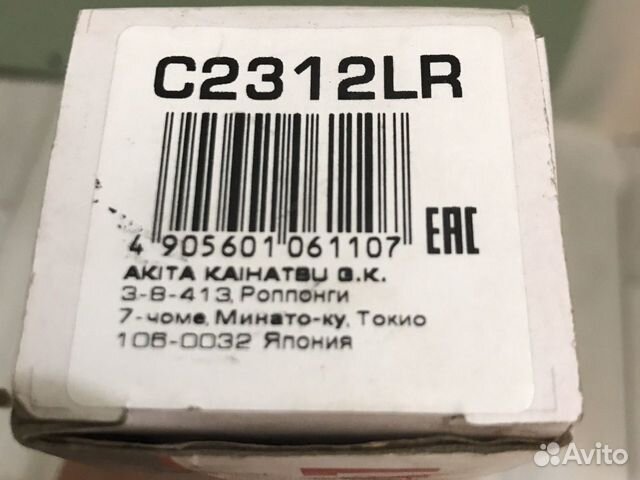 C2312LR
4 905601 061107
EAC
AKITA KAIHATSU G.K.
3-8-413, Роппонги
7-чоме, Минато-ку, Токио
106-0032 Япония
Avito